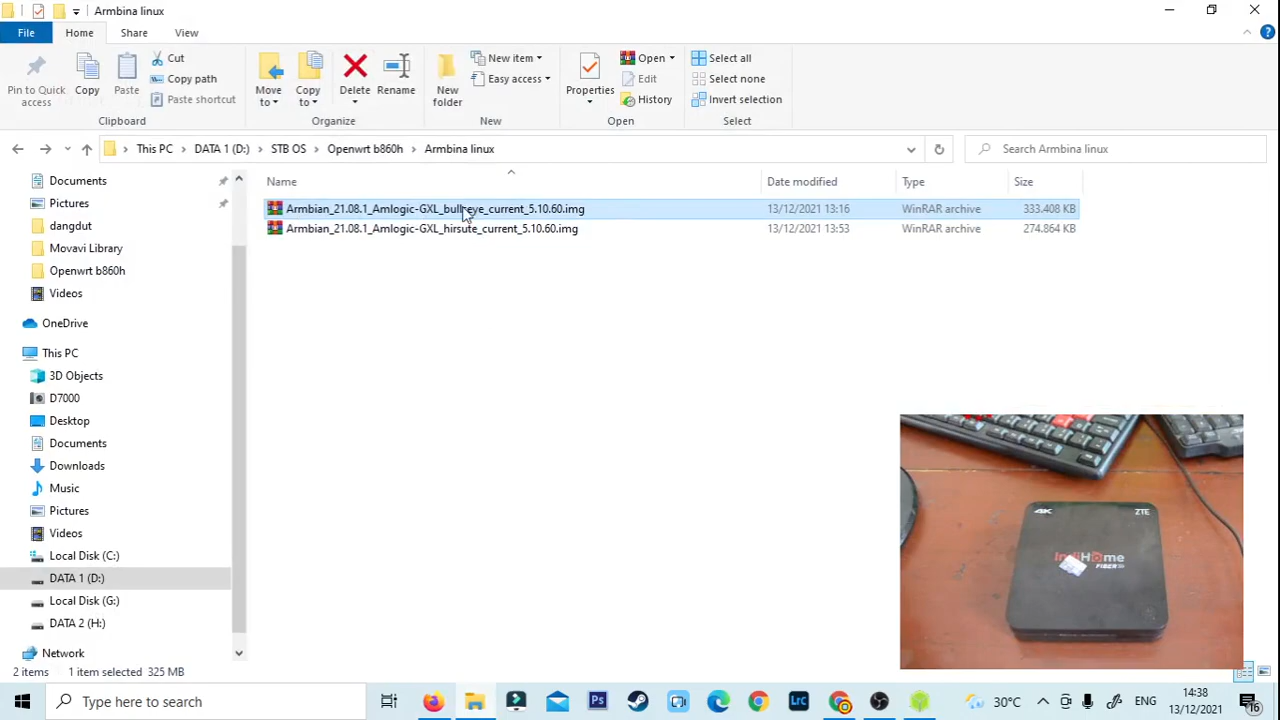 Armbian linux
File
Home
Share
View
Pin to Quick access
Copy
Paste
Cut
Copy path
Paste shortcut
Clipboard
Move to
Copy to
Delete
Rename
Organize
New folder
New item
Easy access
New
Properties
Open
Edit
History
Open
Select all
Select none
Invert selection
Select
This PC > DATA 1 (D:) > STB OS > Openwrt b860h > Armbina linux
Search Armbina linux
Name
Date modified
Type
Size
Armbian_21.08.1_Amlogic-GXL_bullseye_current_5.10.60.img
13/12/2021 13:16
WinRAR archive
333.408 KB
Armbian_21.08.1_Amlogic-GXL_hirsute_current_5.10.60.img
13/12/2021 13:53
WinRAR archive
274.864 KB
Documents
Pictures
dangdut
Movavi Library
Openwrt b860h
Videos
OneDrive
This PC
3D Objects
D7000
Desktop
Documents
Downloads
Music
Pictures
Videos
Local Disk (C:)
DATA 1 (D:)
Local Disk (G:)
DATA 2 (H:)
Network
4K
ZTE
IndiHome
FIBER
2 items
1 item selected 325 MB
Type here to search
Ps
LrC
30°C
ENG
14:38
13/12/2021
16